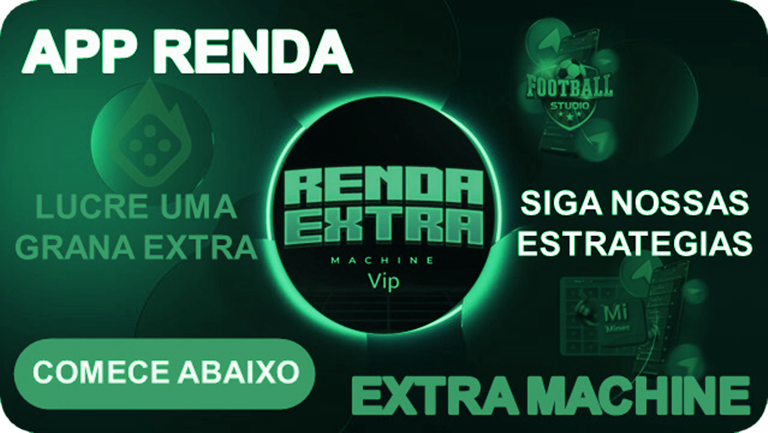 APP RENDA
FOOTBALL
STUDIO
LUCRE UMA
GRANA EXTRA
RENDA
EXTRA
MACHINE
Vip
SIGA NOSSAS
ESTRATEGIAS
Mi
Mines
COMECE ABAIXO
EXTRA MACHINE